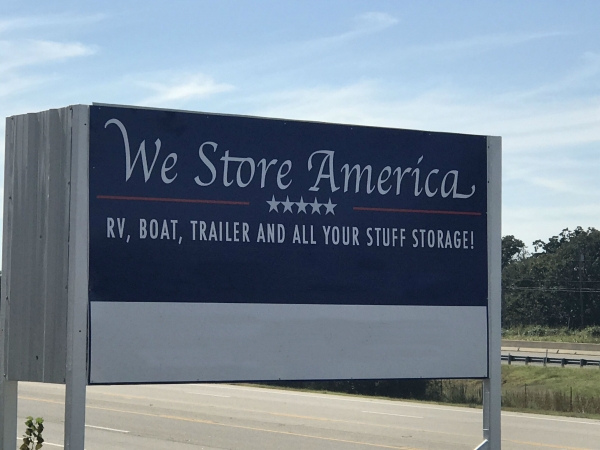 We Store America
RV, BOAT, TRAILER AND ALL YOUR STUFF STORAGE!